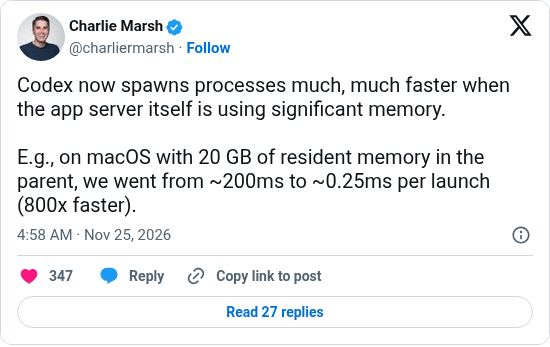 Charlie Marsh
@charliermarsh · Follow
Codex now spawns processes much, much faster when
the app server itself is using significant memory.
E.g., on macOS with 20 GB of resident memory in the
parent, we went from ~200ms to ~0.25ms per launch
(800x faster).
4:58 AM · Nov 25, 2026
347 Reply Copy link to post
Read 27 replies